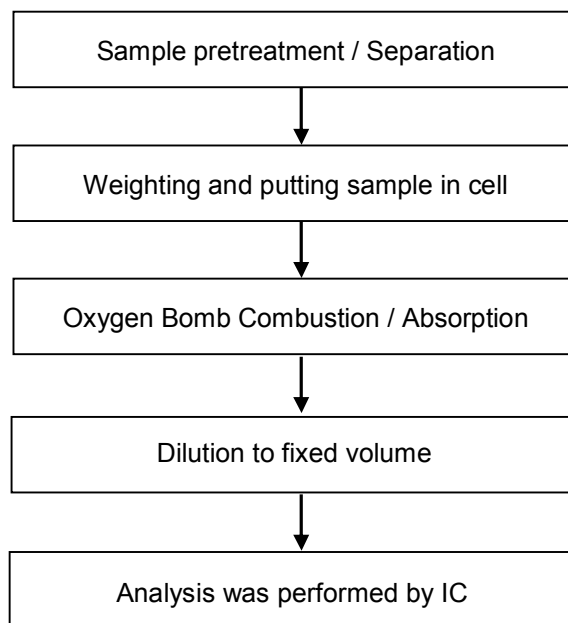 Sample pretreatment / Separation
Weighting and putting sample in cell
Oxygen Bomb Combustion / Absorption
Dilution to fixed volume
Analysis was performed by IC